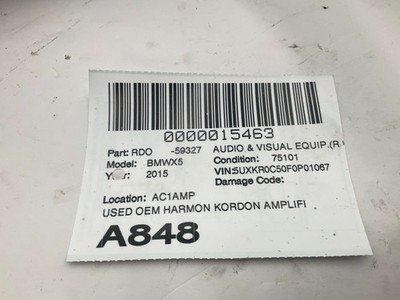 0000015463
Part: RDO -59327 AUDIO & VISUAL EQUIP.(R
Model: BMWX5 Condition: 75101
Year: 2015 VIN:5UXKR0C50F0P01067
Damage Code:
Location: AC1AMP
USED OEM HARMON KORDON AMPLIFI
A848